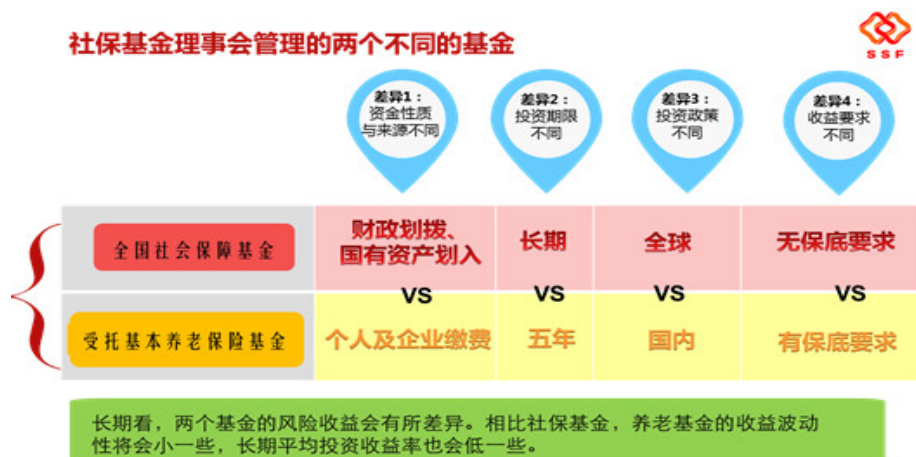 社保基金理事会管理的两个不同的基金
SSF
差异1：
资金性质
与来源不同
差异2：
投资期限
不同
差异3：
投资政策
不同
差异4：
收益要求
不同
全国社会保障基金
财政划拨、
国有资产划入
长期
全球
无保底要求
VS
VS
VS
VS
受托基本养老保险基金
个人及企业缴费
五年
国内
有保底要求
长期看，两个基金的风险收益会有所差异。相比社保基金，养老基金的收益波动
性将会小一些，长期平均投资收益率也会低一些。